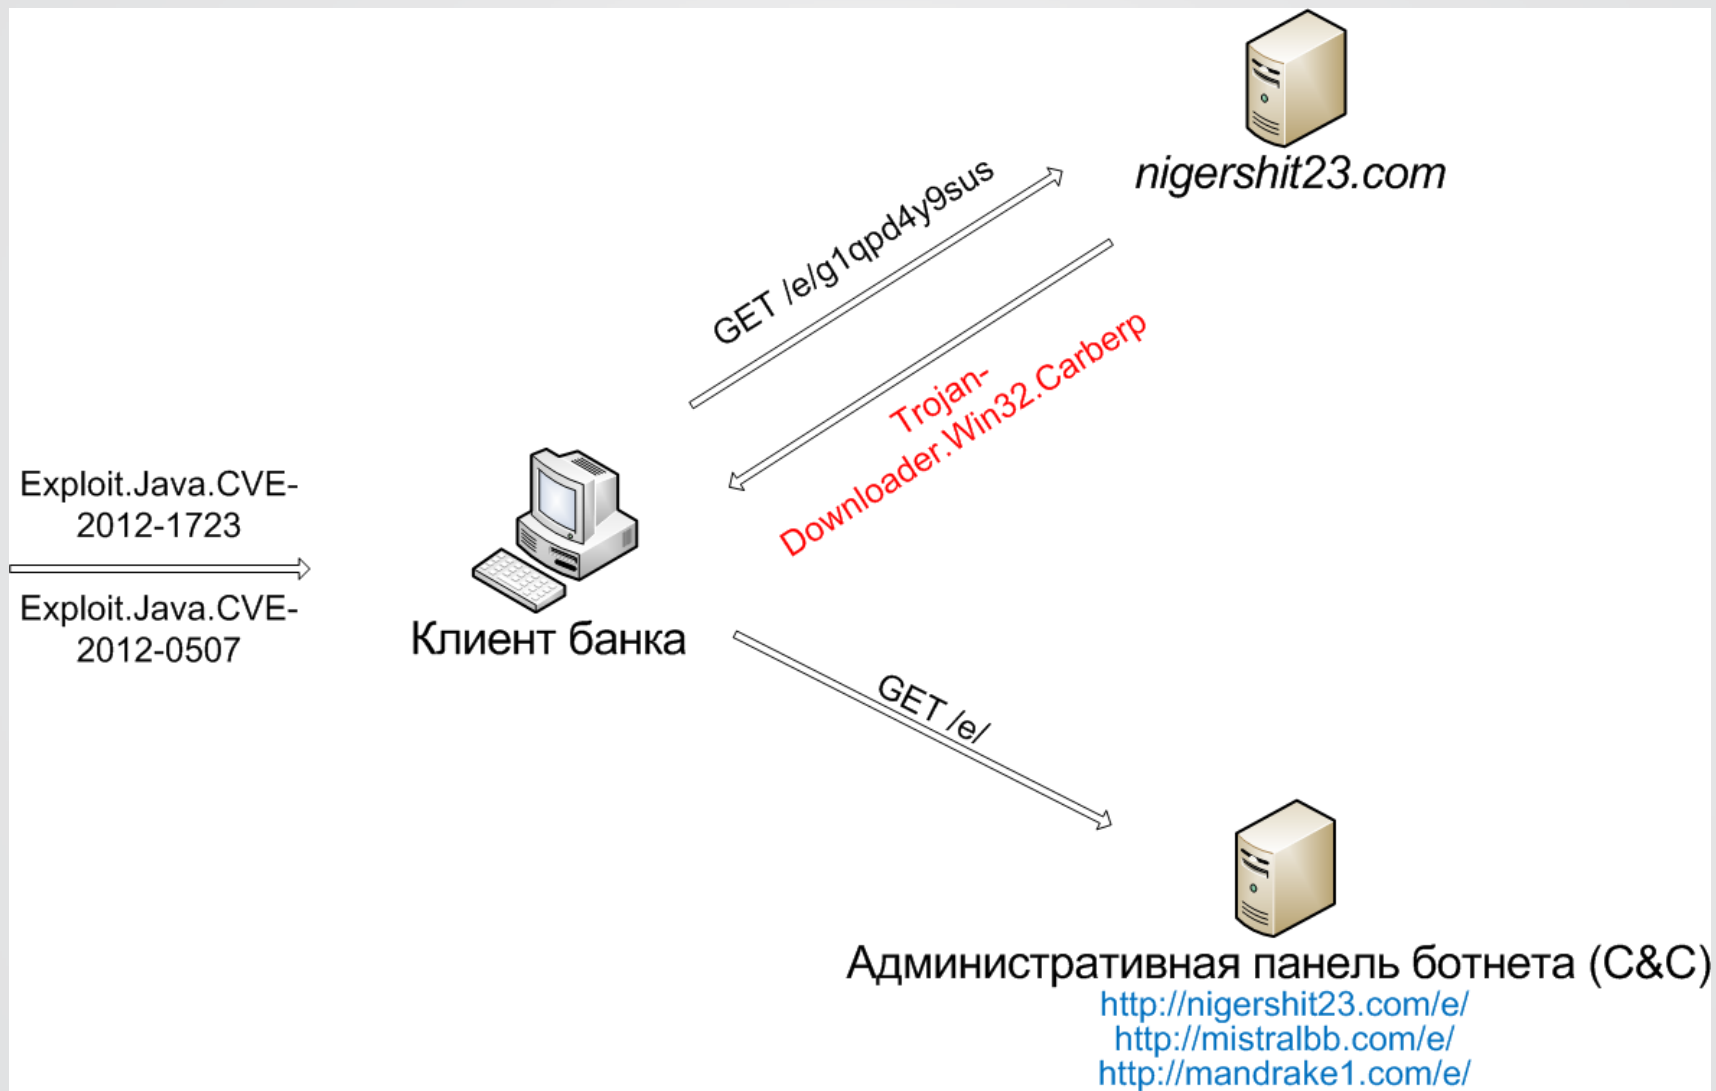 nigershit23.com
GET /e/g1qpd4y9sus
Trojan-
Downloader.Win32.Carberp
Exploit.Java.CVE-
2012-1723
Exploit.Java.CVE-
2012-0507
Клиент банка
GET /e/
Административная панель ботнета (C&C)
http://nigershit23.com/e/
http://mistralbb.com/e/
http://mandrake1.com/e/